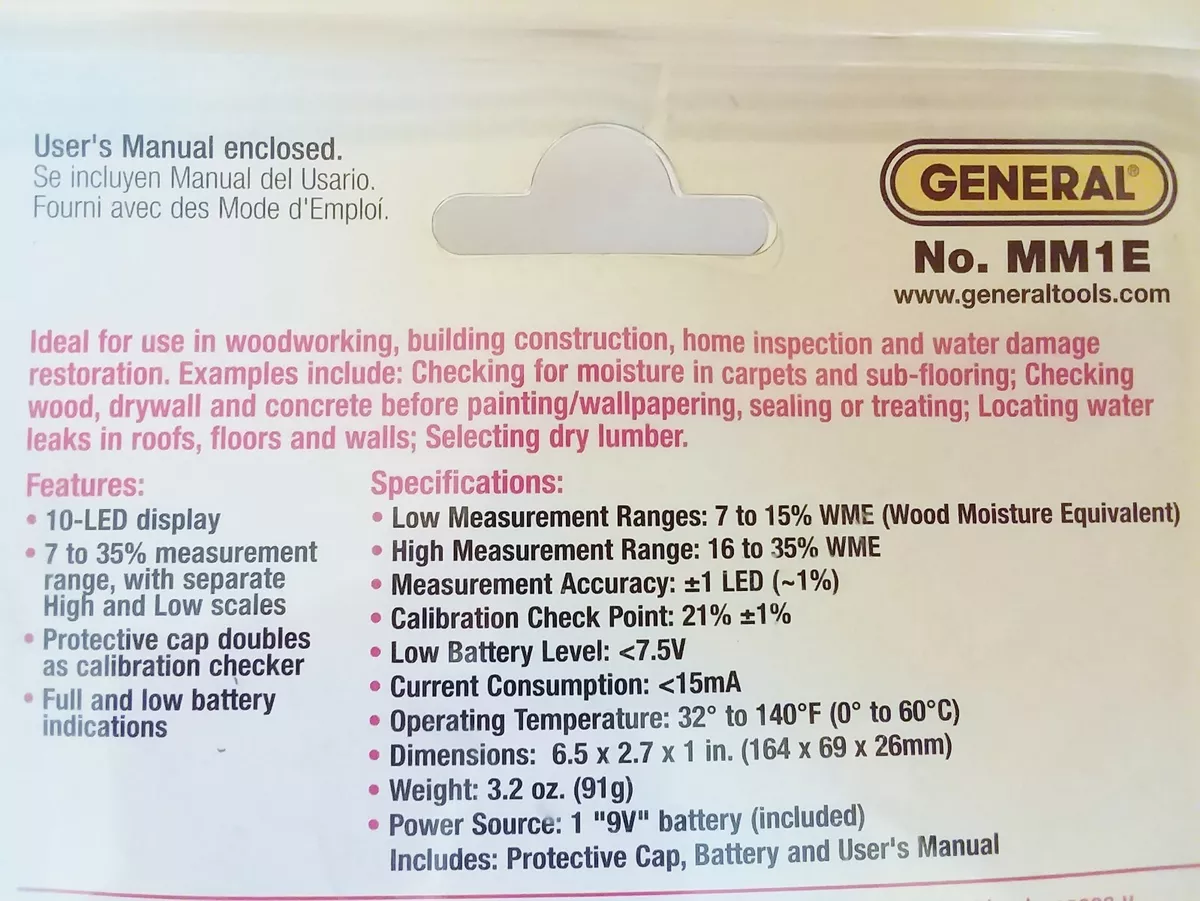 User's Manual enclosed.
Se incluyen Manual del Usario.
Fourni avec des Mode d'Emploí.
GENERAL®
No. MM1E
www.generaltools.com
Ideal for use in woodworking, building construction, home inspection and water damage
restoration. Examples include: Checking for moisture in carpets and sub-flooring; Checking
wood, drywall and concrete before painting/wallpapering, sealing or treating; Locating water
leaks in roofs, floors and walls; Selecting dry lumber.
Features:
• 10-LED display
• 7 to 35% measurement
range, with separate
High and Low scales
• Protective cap doubles
as calibration checker
• Full and low battery
indications
Specifications:
• Low Measurement Ranges: 7 to 15% WME (Wood Moisture Equivalent)
• High Measurement Range: 16 to 35% WME
• Measurement Accuracy: ±1 LED (~1%)
• Calibration Check Point: 21% ±1%
• Low Battery Level: <7.5V
• Current Consumption: <15mA
• Operating Temperature: 32° to 140°F (0° to 60°C)
• Dimensions: 6.5 x 2.7 x 1 in. (164 x 69 x 26mm)
• Weight: 3.2 oz. (91g)
• Power Source: 1 "9V" battery (included)
Includes: Protective Cap, Battery and User's Manual